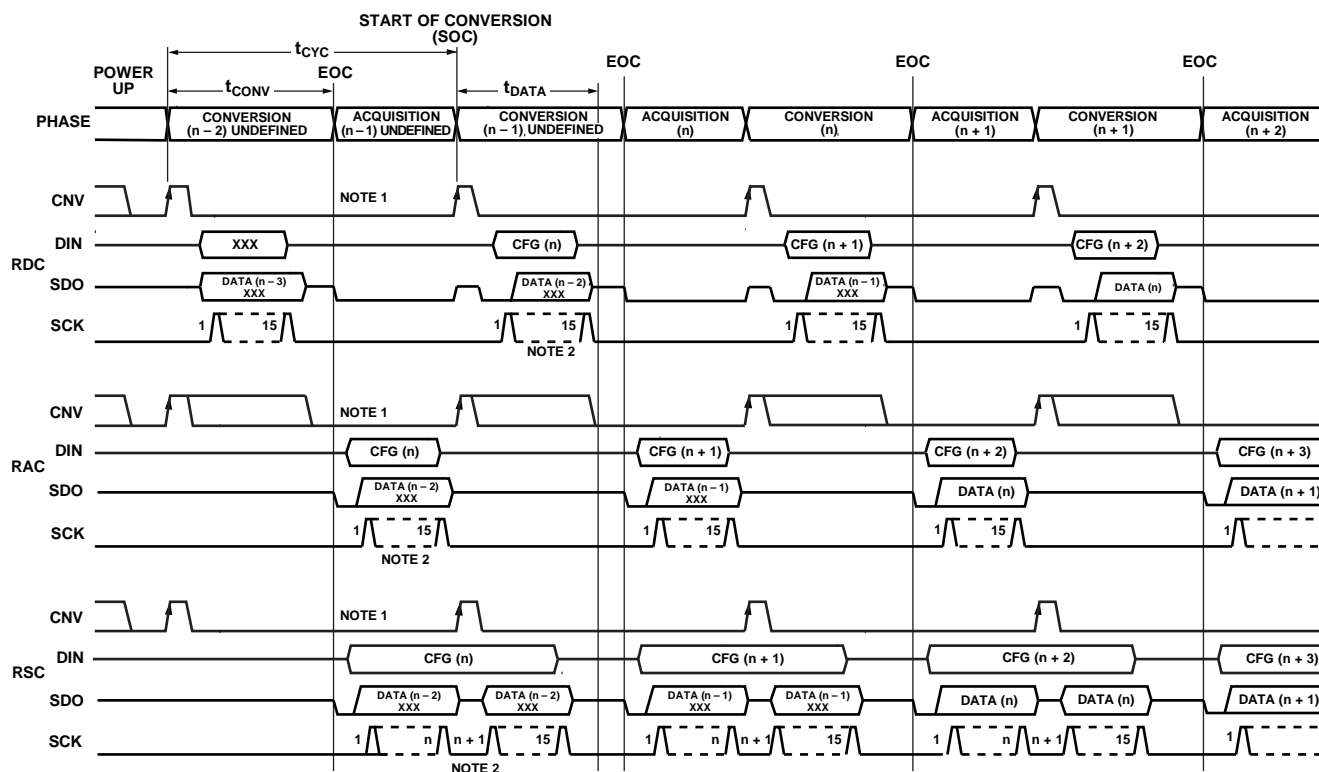 START OF CONVERSION
(SOC)
tCYC
POWER
UP
EOC
EOC
EOC
EOC
tCONV
tDATA
PHASE
CONVERSION
(n – 2) UNDEFINED
ACQUISITION
(n – 1) UNDEFINED
CONVERSION
(n – 1) UNDEFINED
ACQUISITION
(n)
CONVERSION
(n)
ACQUISITION
(n + 1)
CONVERSION
(n + 1)
ACQUISITION
(n + 2)
CNV
NOTE 1
RDC
DIN
XXX
CFG (n)
CFG (n + 1)
CFG (n + 2)
SDO
DATA (n – 3)
XXX
DATA (n – 2)
XXX
DATA (n – 1)
XXX
DATA (n)
SCK
1 15
1 15
1 15
1 15
NOTE 2
CNV
NOTE 1
RAC
DIN
CFG (n)
CFG (n + 1)
CFG (n + 2)
CFG (n + 3)
SDO
DATA (n – 2)
XXX
DATA (n – 1)
XXX
DATA (n)
DATA (n + 1)
SCK
1 15
1 15
1 15
1
NOTE 2
CNV
NOTE 1
RSC
DIN
CFG (n)
CFG (n + 1)
CFG (n + 2)
CFG (n + 3)
SDO
DATA (n – 2)
XXX
DATA (n – 2)
XXX
DATA (n – 1)
XXX
DATA (n – 1)
XXX
DATA (n)
DATA (n)
DATA (n + 1)
SCK
1 n n + 1 15
1 n n + 1 15
1 n n + 1 15
1
NOTE 2